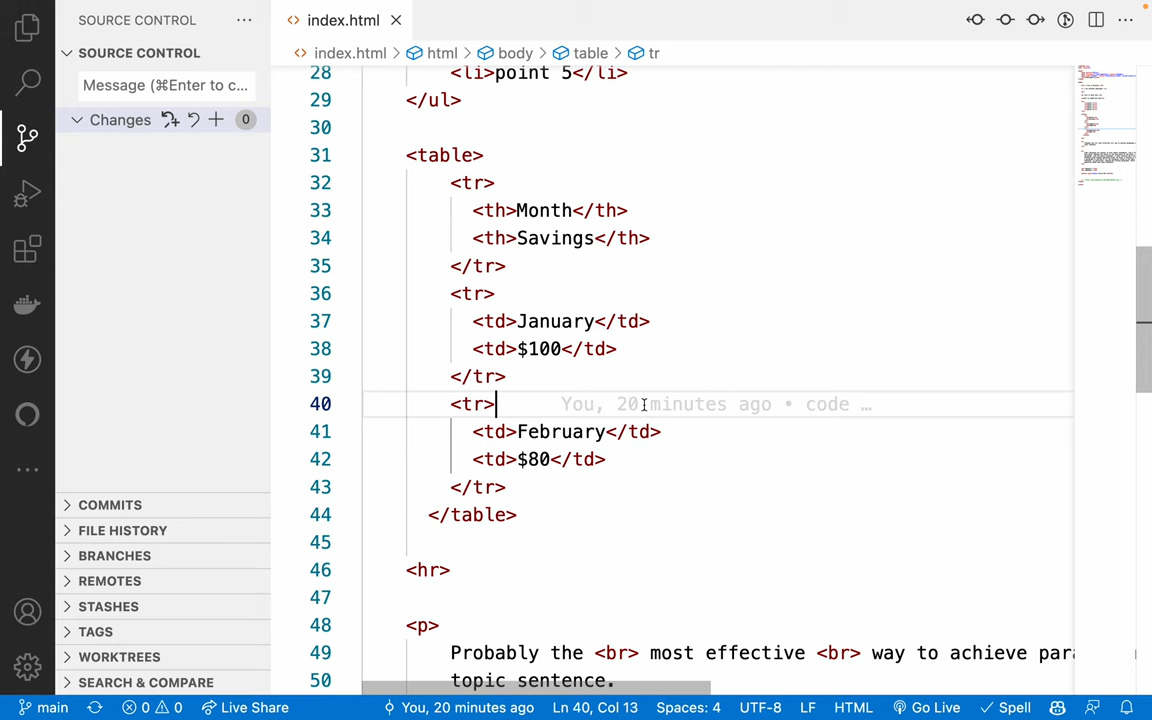 SOURCE CONTROL ···
index.html
SOURCE CONTROL
Message (⌘Enter to c...
Changes 0
COMMITS
FILE HISTORY
BRANCHES
REMOTES
STASHES
TAGS
WORKTREES
SEARCH & COMPARE
index.html > html > body > table > tr
28 <li>point 5</li>
29 </ul>
30
31 <table>
32 <tr>
33 <th>Month</th>
34 <th>Savings</th>
35 </tr>
36 <tr>
37 <td>January</td>
38 <td>$100</td>
39 </tr>
40 <tr> You, 20 minutes ago • code …
41 <td>February</td>
42 <td>$80</td>
43 </tr>
44 </table>
45
46 <hr>
47
48 <p>
49 Probably the <br> most effective <br> way to achieve para
50 topic sentence.
main 0 0 Live Share You, 20 minutes ago Ln 40, Col 13 Spaces: 4 UTF-8 LF HTML Go Live Spell